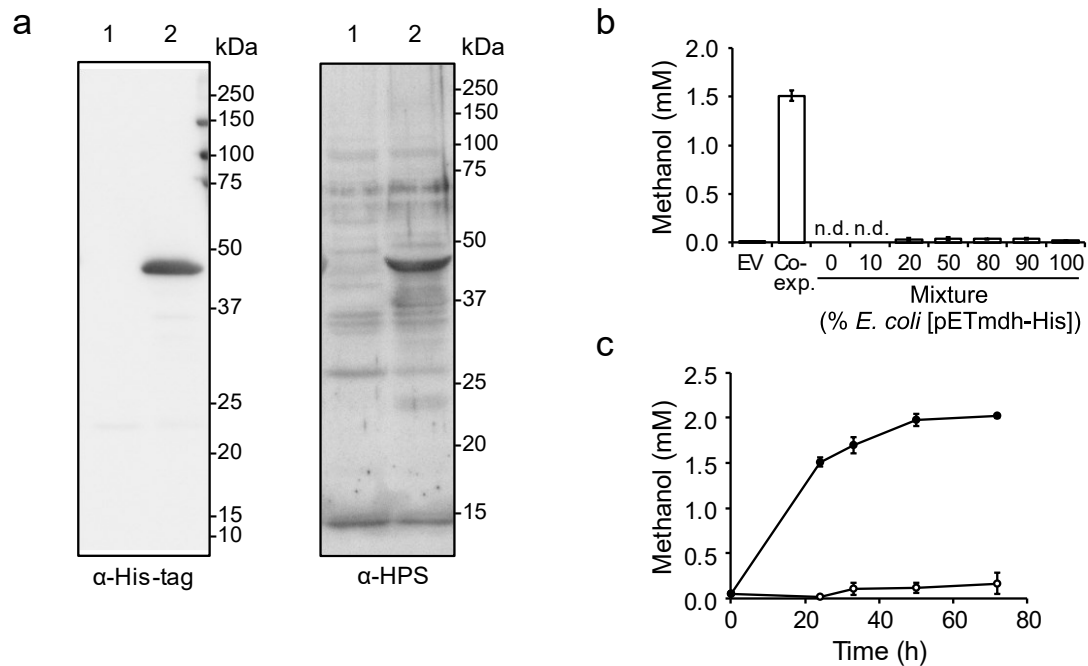 a
1 2
kDa
250
150
100
75
50
37
25
20
15
10
α-His-tag
1 2
kDa
250
150
100
75
50
37
25
20
15
α-HPS
b
Methanol (mM)
2.0
1.5
1.0
0.5
0.0
n.d. n.d.
EV Co-exp. 0 10 20 50 80 90 100
Mixture
(% E. coli [pETmdh-His])
c
Methanol (mM)
2.5
2.0
1.5
1.0
0.5
0.0
0 20 40 60 80
Time (h)